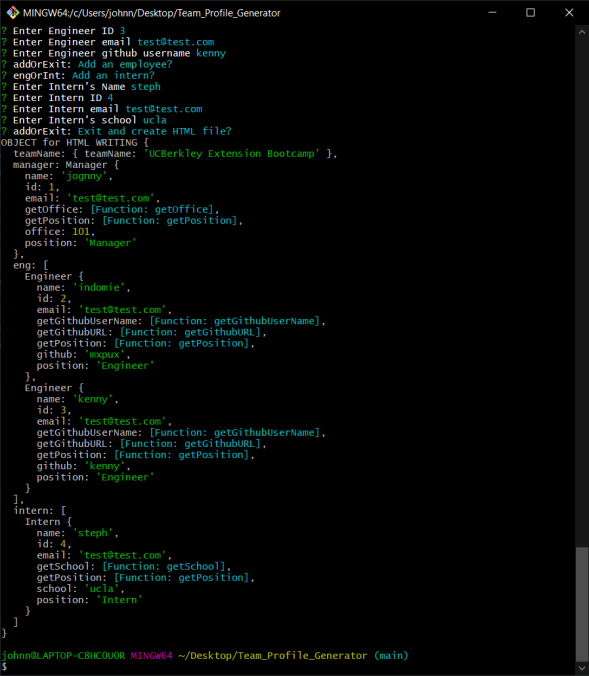 MINGW64:/c/Users/johnn/Desktop/Team_Profile_Generator
? Enter Engineer ID 3
? Enter Engineer email test@test.com
? Enter Engineer github username kenny
? addOrExit: Add an employee?
? engOrInt: Add an intern?
? Enter Intern's Name steph
? Enter Intern ID 4
? Enter Intern email test@test.com
? Enter Intern's school ucla
? addOrExit: Exit and create HTML file?
OBJECT for HTML WRITING {
  teamName: { teamName: 'UCBerkley Extension Bootcamp' },
  manager: Manager {
    name: 'jognny',
    id: 1,
    email: 'test@test.com',
    getOffice: [Function: getOffice],
    getPosition: [Function: getPosition],
    office: 101,
    position: 'Manager'
  },
  eng: [
    Engineer {
      name: 'indomie',
      id: 2,
      email: 'test@test.com',
      getGithubUserName: [Function: getGithubUserName],
      getGithubURL: [Function: getGithubURL],
      getPosition: [Function: getPosition],
      github: 'mxpux',
      position: 'Engineer'
    },
    Engineer {
      name: 'kenny',
      id: 3,
      email: 'test@test.com',
      getGithubUserName: [Function: getGithubUserName],
      getGithubURL: [Function: getGithubURL],
      getPosition: [Function: getPosition],
      github: 'kenny',
      position: 'Engineer'
    }
  ],
  intern: [
    Intern {
      name: 'steph',
      id: 4,
      email: 'test@test.com',
      getSchool: [Function: getSchool],
      getPosition: [Function: getPosition],
      school: 'ucla',
      position: 'Intern'
    }
  ]
}
johnn@LAPTOP-C8HC0U0R MINGW64 ~/Desktop/Team_Profile_Generator (main)
$